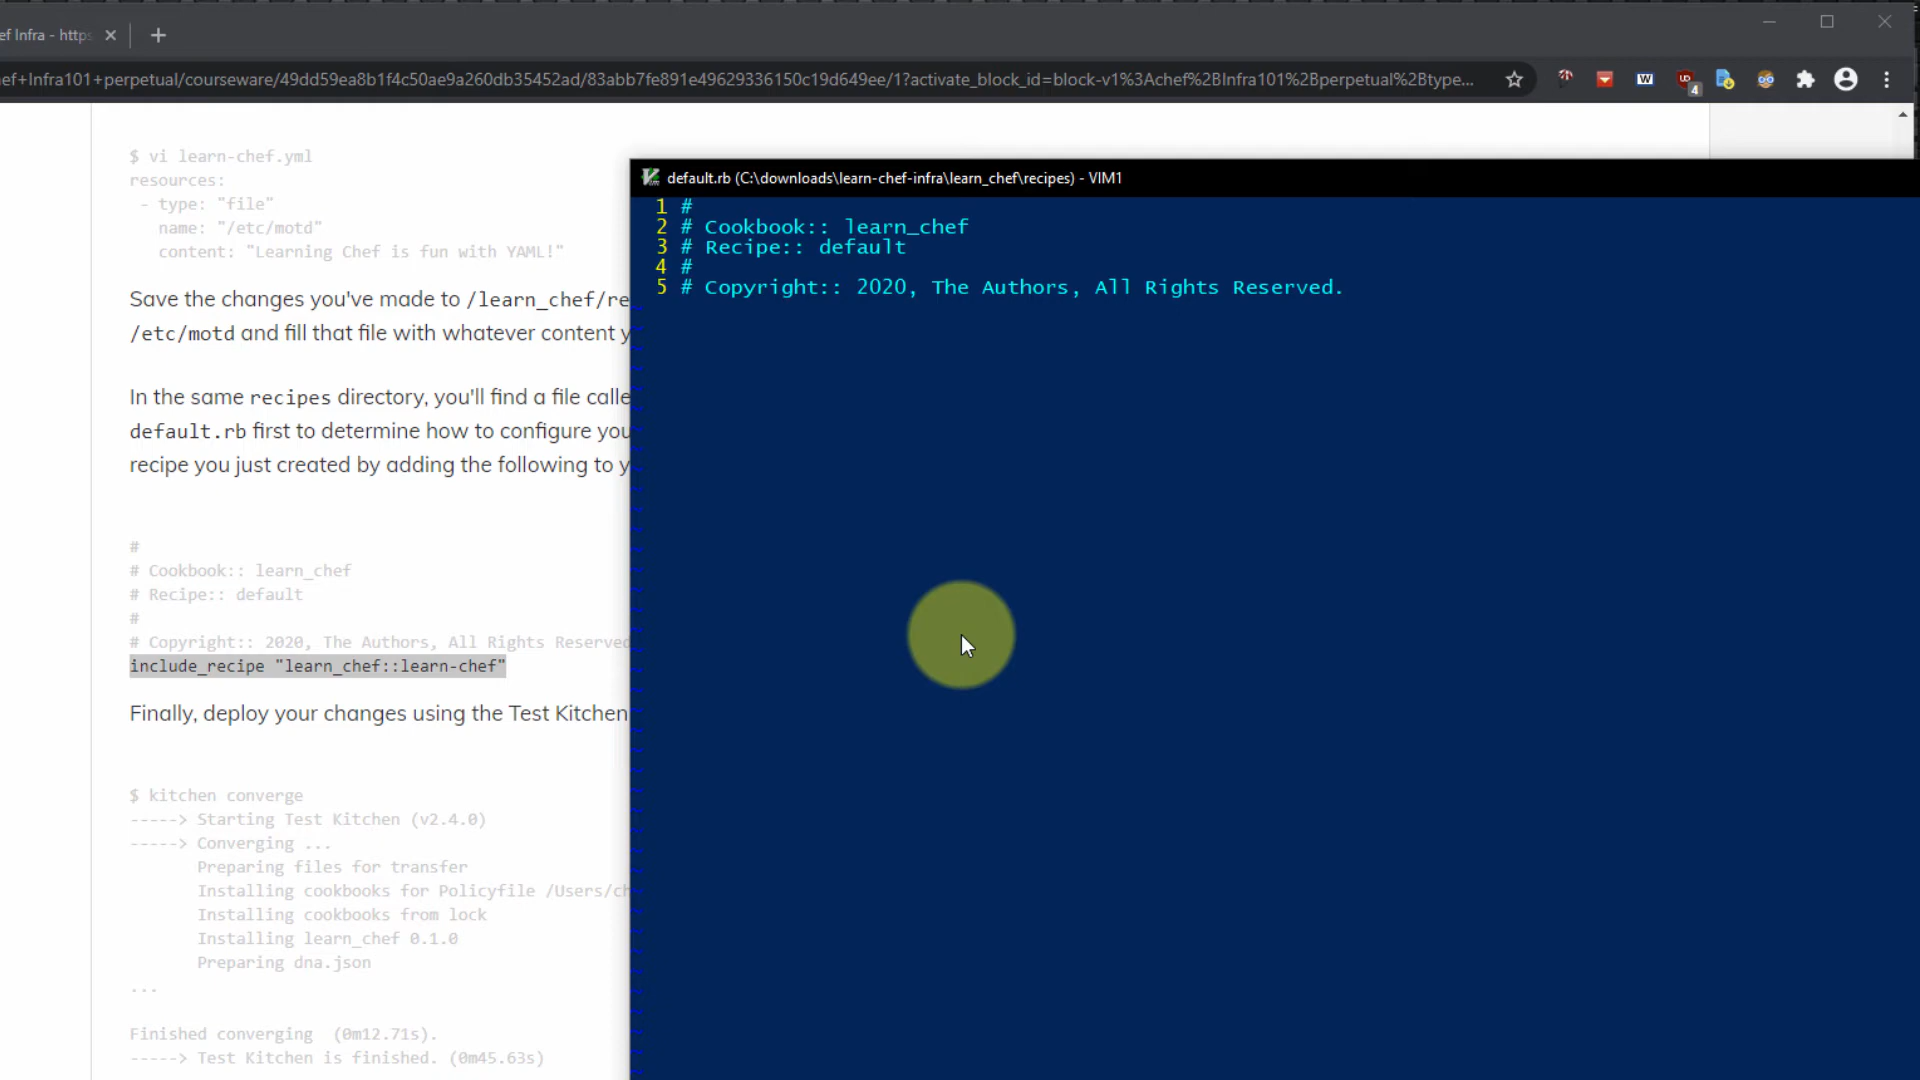 ef Infra - https
ef+Infra101+perpetual/courseware/49dd59ea8b1f4c50ae9a260db35452ad/83abb7fe891e49629336150c19d649ee/1?activate_block_id=block-v1%3Achef%2BInfra101%2Bperpetual%2Btype...
W
4
$ vi learn-chef.yml
resources:
- type: "file"
name: "/etc/motd"
content: "Learning Chef is fun with YAML!"
Save the changes you've made to /learn_chef/re
/etc/motd and fill that file with whatever content y
In the same recipes directory, you'll find a file calle
default.rb first to determine how to configure you
recipe you just created by adding the following to y
#
# Cookbook:: learn_chef
# Recipe:: default
#
# Copyright:: 2020, The Authors, All Rights Reserved
include_recipe "learn_chef::learn-chef"
Finally, deploy your changes using the Test Kitchen
$ kitchen converge
-----> Starting Test Kitchen (v2.4.0)
-----> Converging ...
Preparing files for transfer
Installing cookbooks for Policyfile /Users/ch
Installing cookbooks from lock
Installing learn_chef 0.1.0
Preparing dna.json
...
Finished converging (0m12.71s).
-----> Test Kitchen is finished. (0m45.63s)
default.rb (C:\downloads\learn-chef-infra\learn_chef\recipes) - VIM1
1 #
2 # Cookbook:: learn_chef
3 # Recipe:: default
4 #
5 # Copyright:: 2020, The Authors, All Rights Reserved.